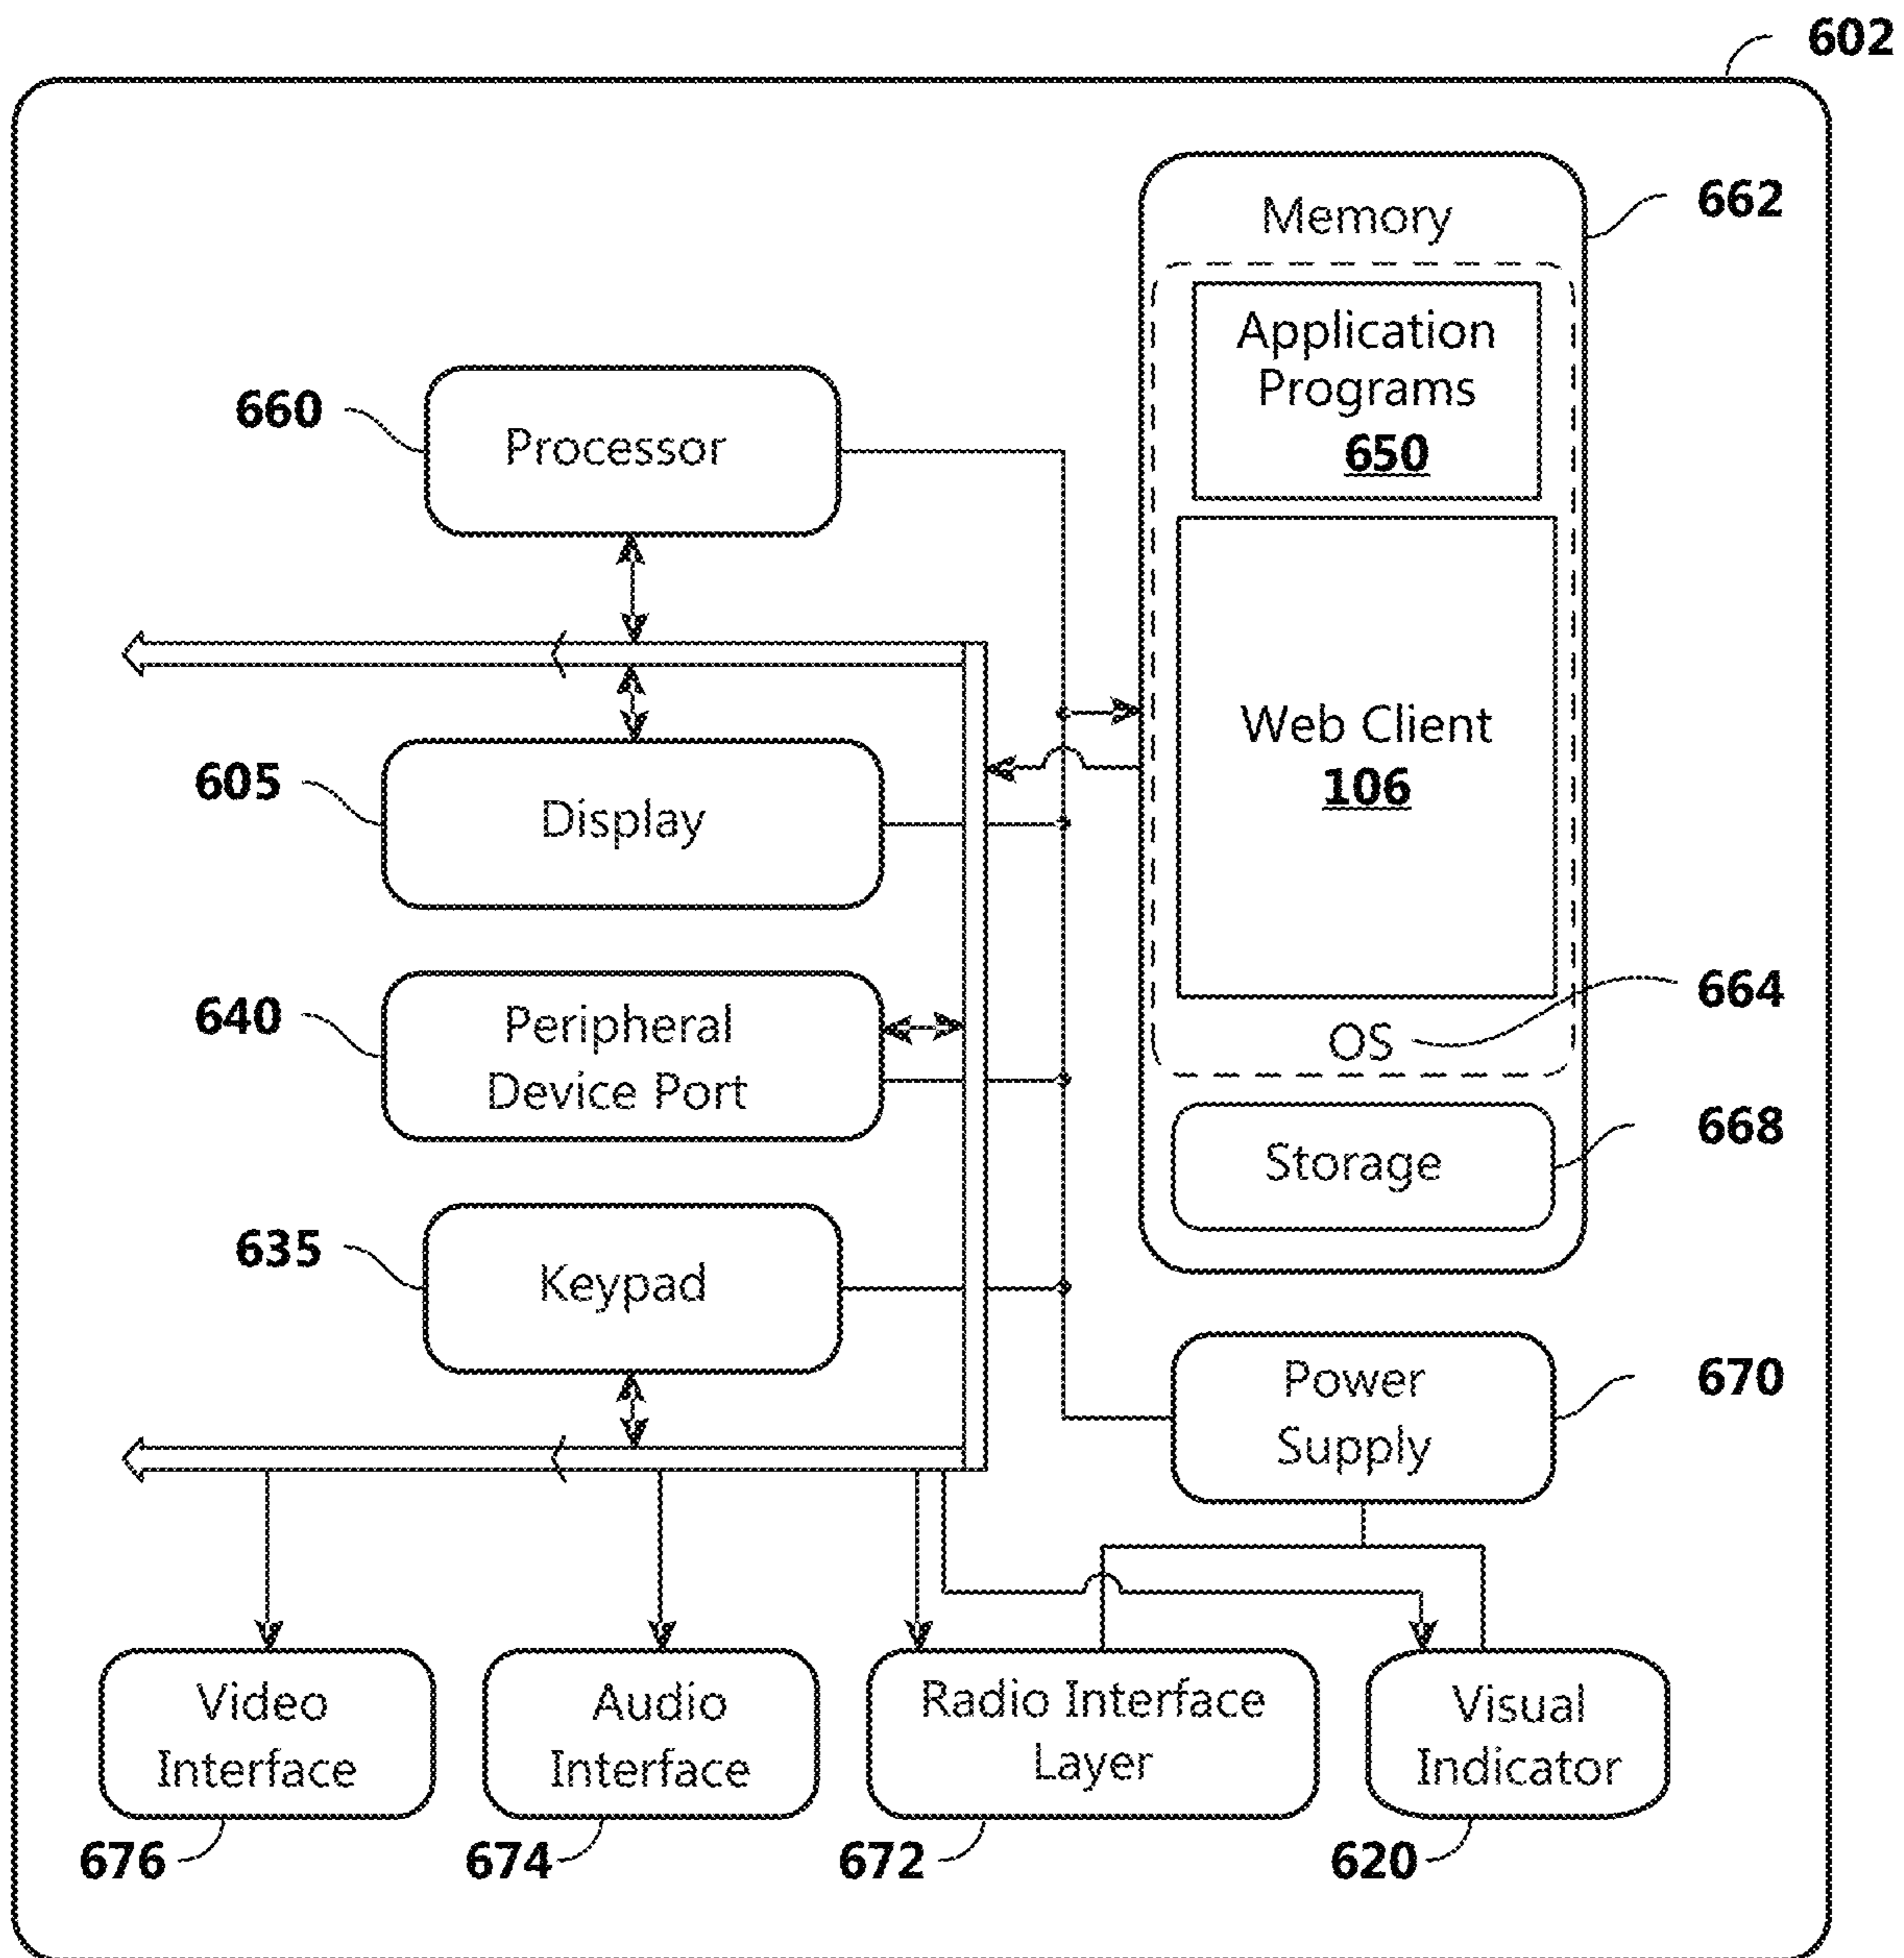 602
Memory
662
Application
Programs
650
660
Processor
Web Client
106
605
Display
664
640
Peripheral
Device Port
OS
668
Storage
635
Keypad
Power
Supply
670
Video
Interface
Audio
Interface
Radio Interface
Layer
Visual
Indicator
676
674
672
620